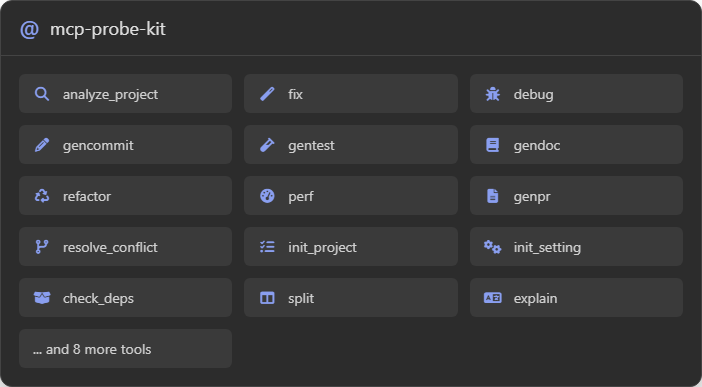 @ mcp-probe-kit
analyze_project fix debug
gencommit gentest gendoc
refactor perf genpr
resolve_conflict init_project init_setting
check_deps split explain
... and 8 more tools